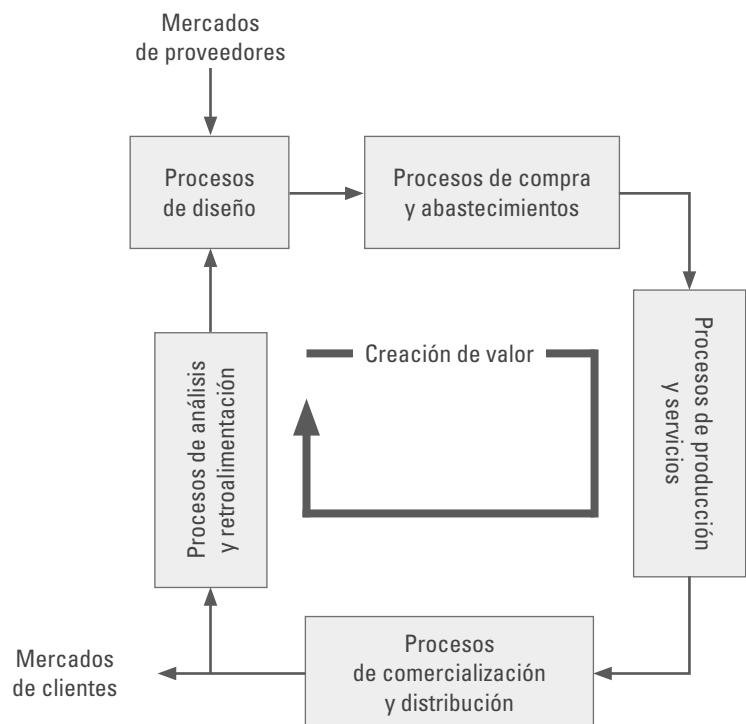 Mercados
de proveedores
Procesos
de diseño
Procesos de compra
y abastecimientos
Procesos de producción
y servicios
Creación de valor
Procesos de análisis
y retroalimentación
Procesos
de comercialización
y distribución
Mercados
de clientes